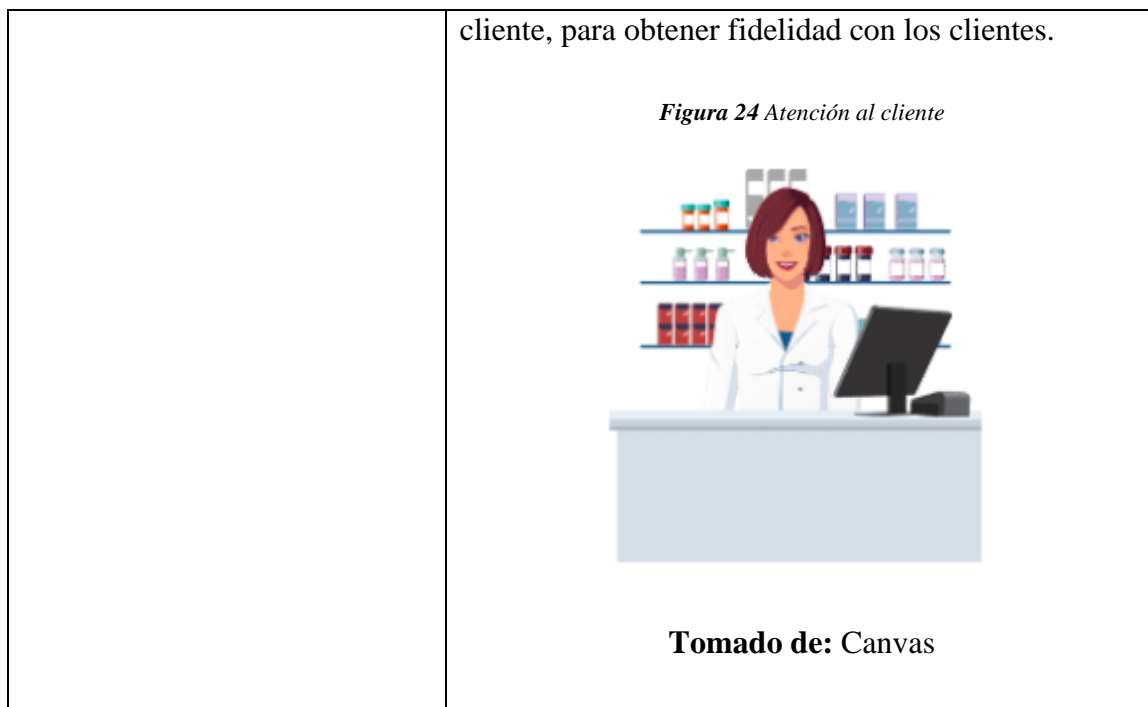 cliente, para obtener fidelidad con los clientes.
Figura 24 Atención al cliente
Tomado de: Canvas